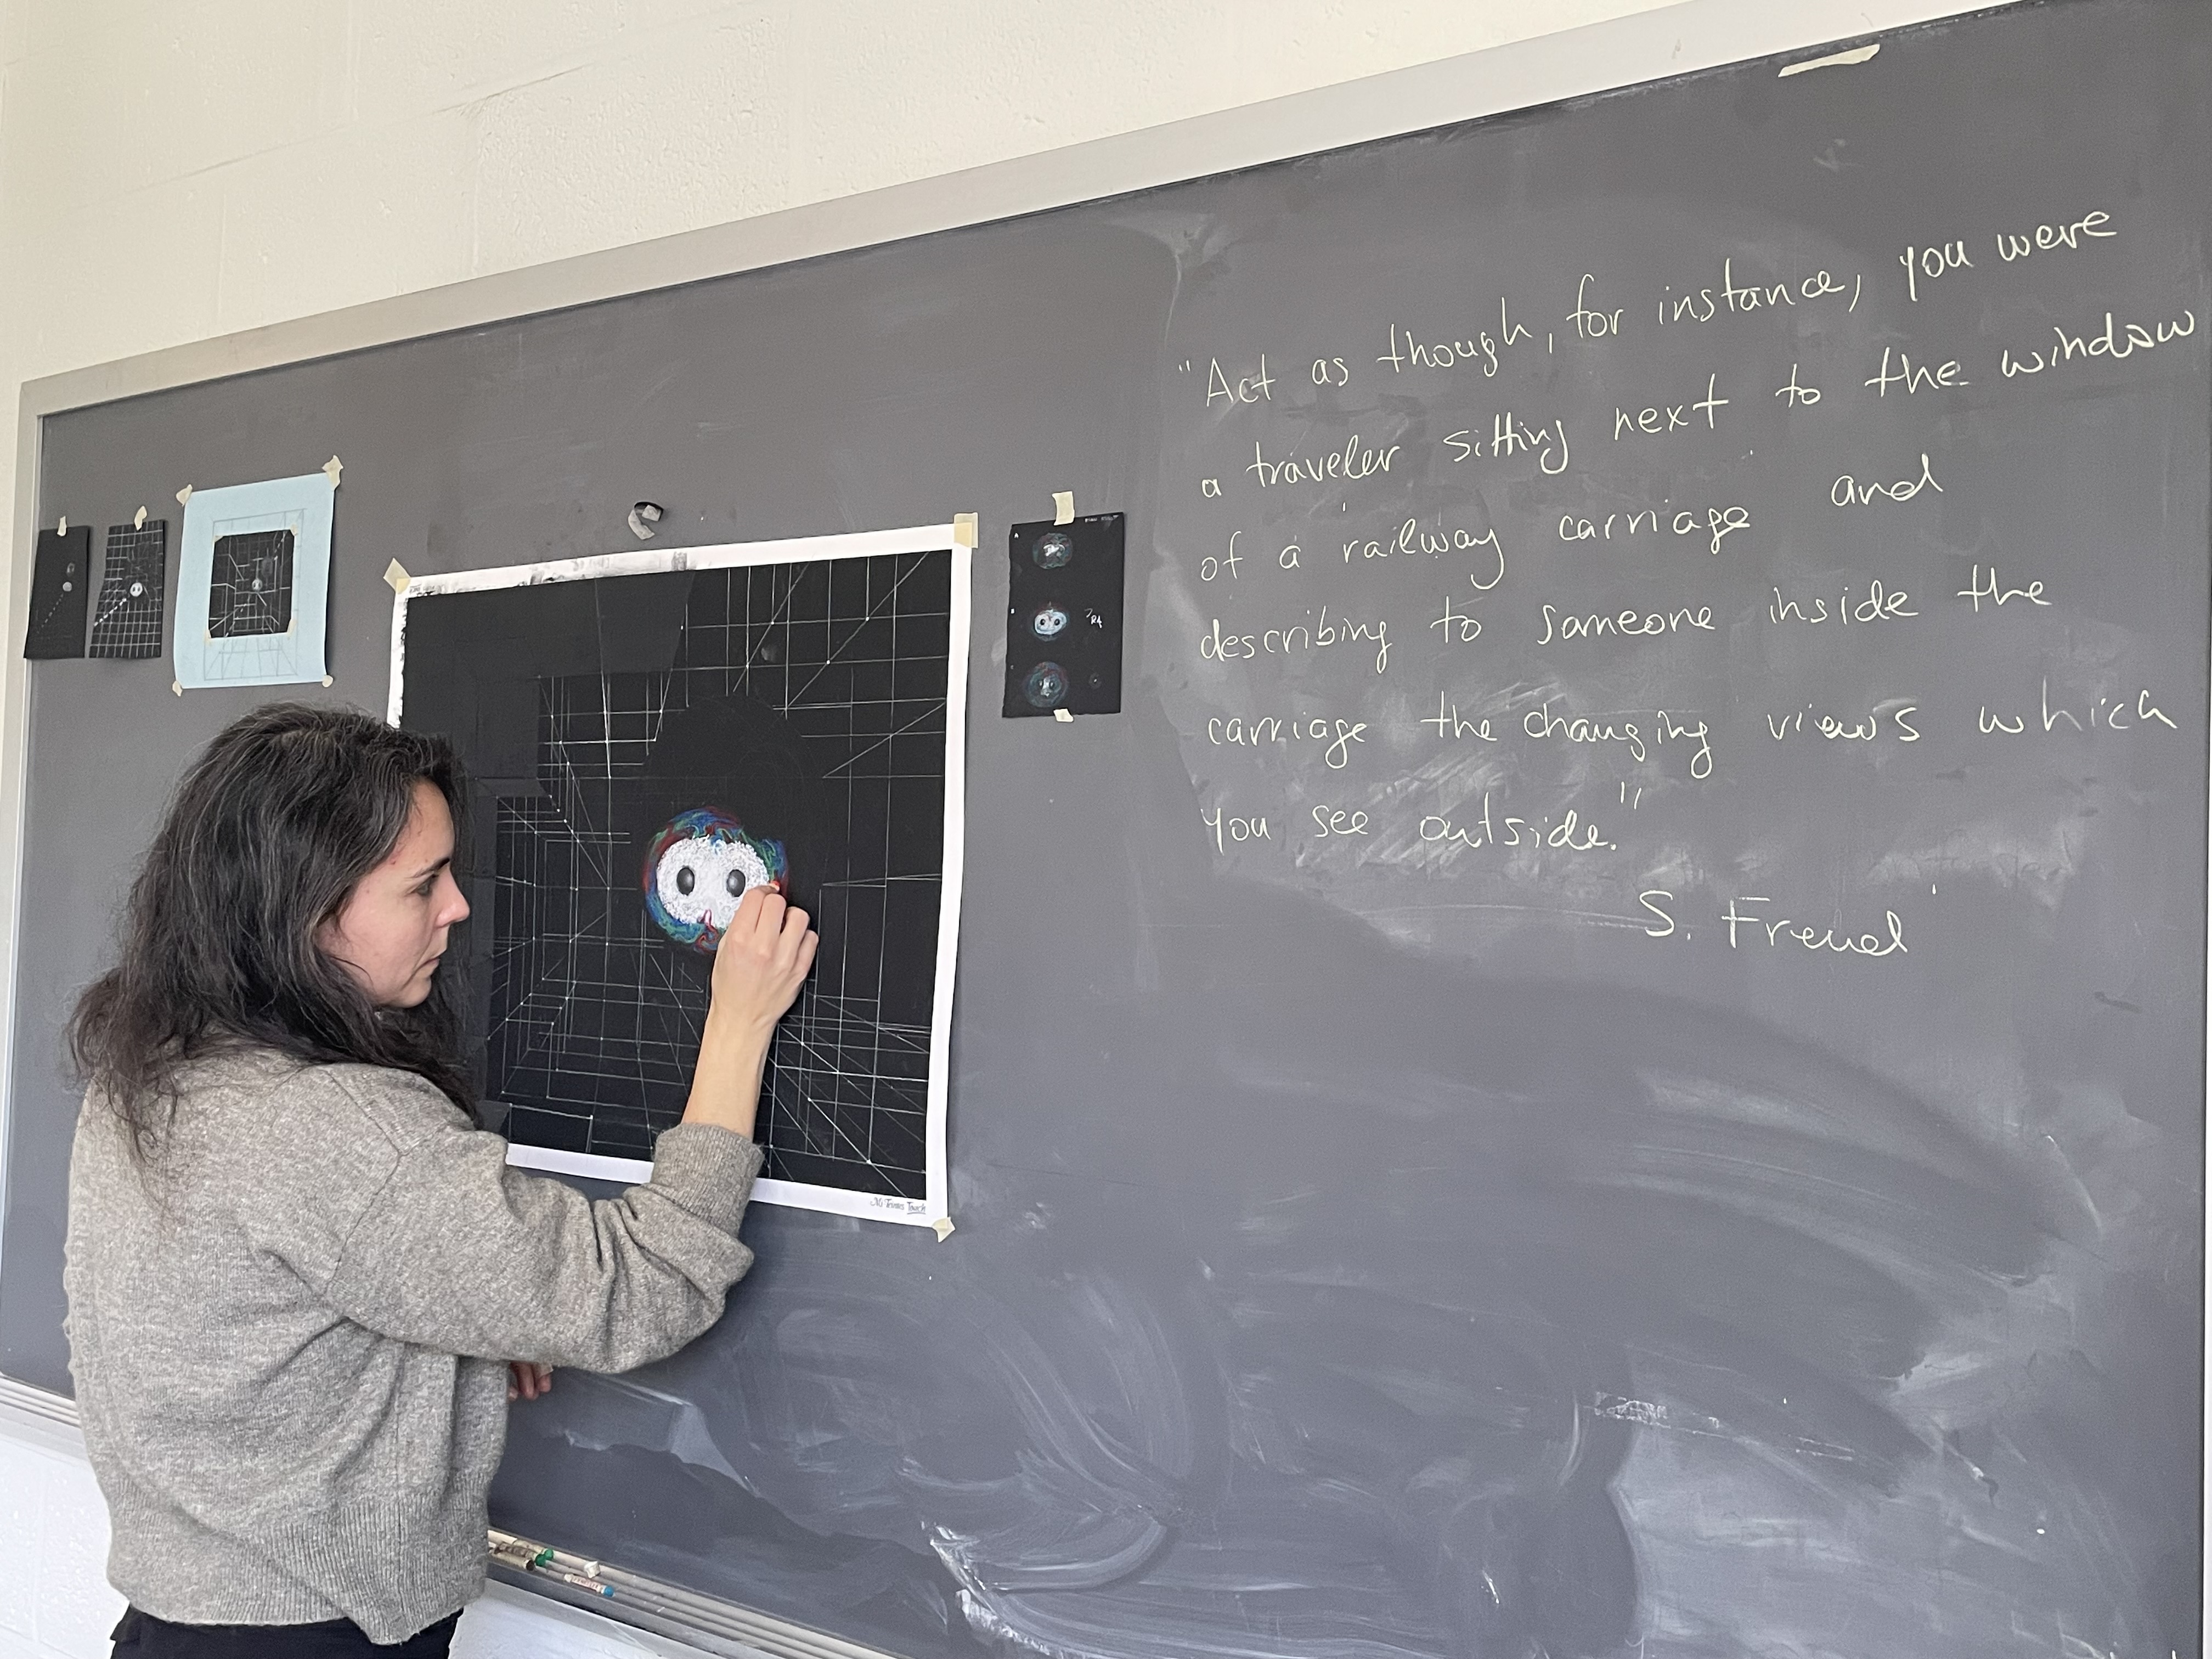 "Act as though, for instance, you were
a traveler sitting next to the window
of a railway carriage and
describing to someone inside the
carriage the changing views which
you see outside."
S. Freud